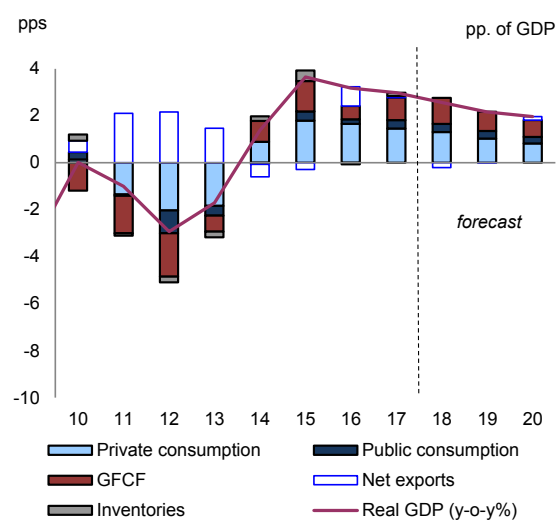 pps
pp. of GDP
4
2
0
-2
-4
-6
-8
-10
forecast
10 11 12 13 14 15 16 17 18 19 20
Private consumption Public consumption
GFCF Net exports
Inventories Real GDP (y-o-y%)